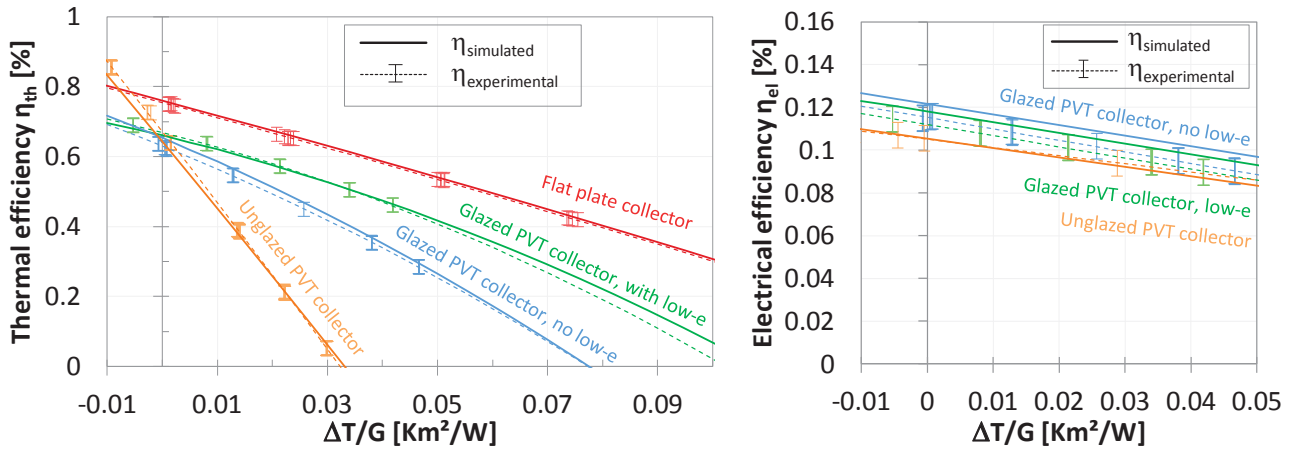 Thermal efficiency ηth [%]
1
0.8
0.6
0.4
0.2
0
-0.01
0.01
0.03
0.05
0.07
0.09
ΔT/G [Km²/W]
ηsimulated
ηexperimental
Flat plate collector
Glazed PVT collector, with low-e
Glazed PVT collector, no low-e
Unglazed PVT collector
Electrical efficiency ηel [%]
0.16
0.14
0.12
0.1
0.08
0.06
0.04
0.02
0
-0.01
0
0.01
0.02
0.03
0.04
0.05
ΔT/G [Km²/W]
ηsimulated
ηexperimental
Glazed PVT collector, no low-e
Glazed PVT collector, low-e
Unglazed PVT collector